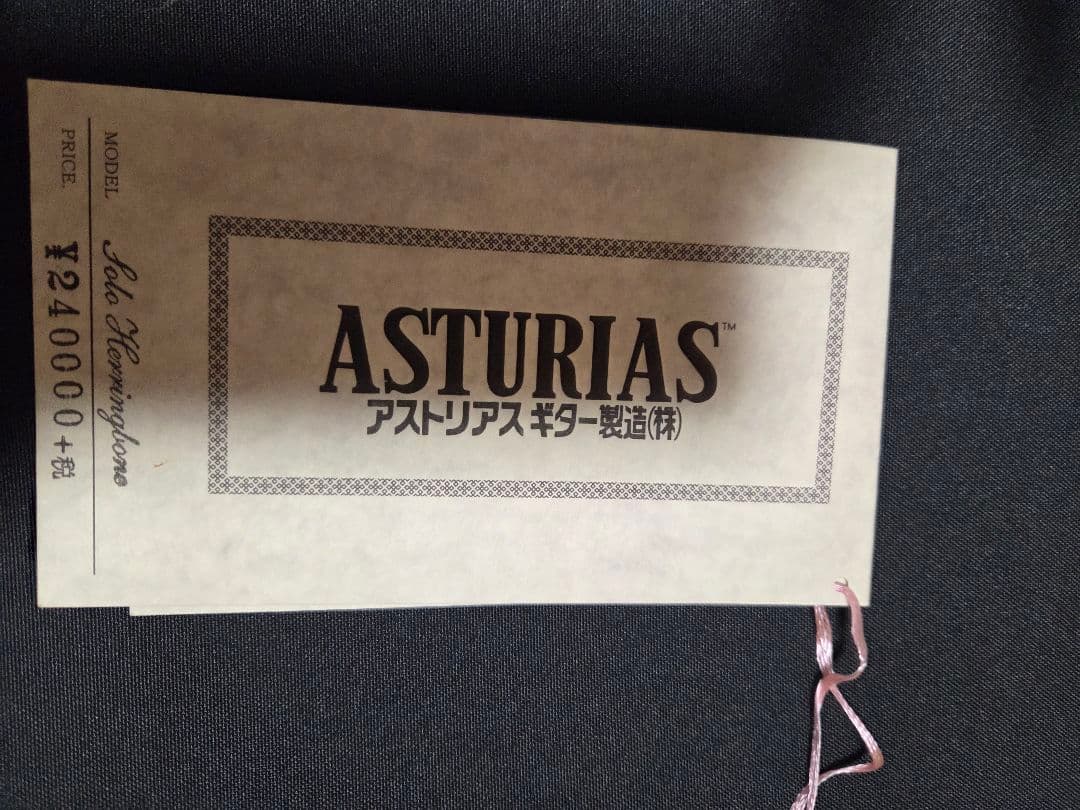 ASTURIAS™
アストリアス ギター製造(株)
MODEL. Solo Herringbone
PRICE. ¥240000+税